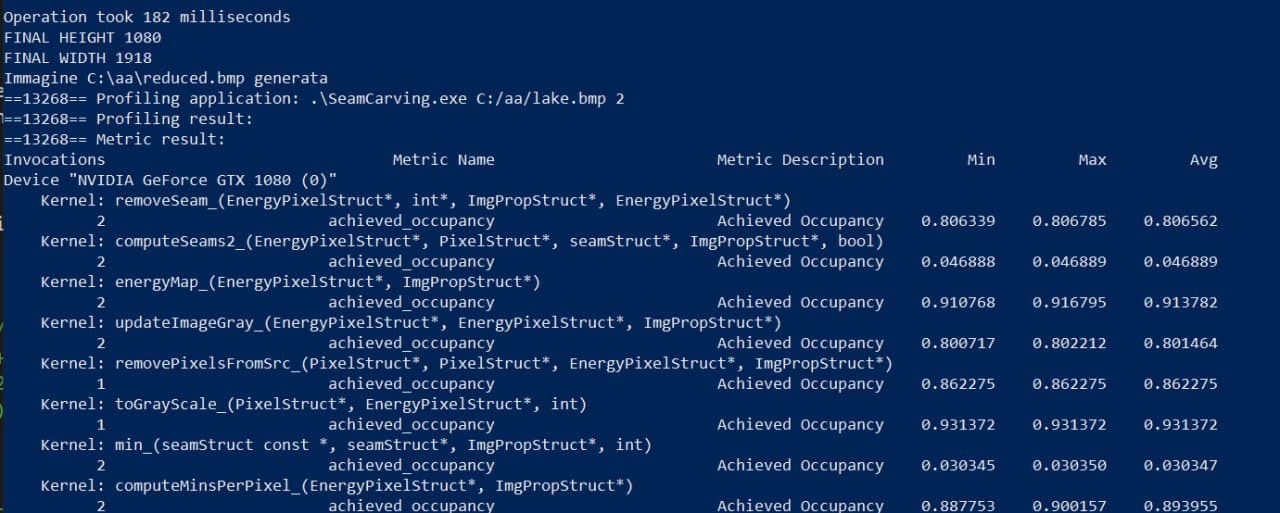 Operation took 182 milliseconds
FINAL HEIGHT 1080
FINAL WIDTH 1918
Immagine C:\aa\reduced.bmp generata
==13268== Profiling application: .\SeamCarving.exe C:/aa/lake.bmp 2
==13268== Profiling result:
==13268== Metric result:
Invocations Metric Name Metric Description Min Max Avg
Device "NVIDIA GeForce GTX 1080 (0)"
Kernel: removeSeam_(EnergyPixelStruct*, int*, ImgPropStruct*, EnergyPixelStruct*)
2 achieved_occupancy Achieved Occupancy 0.806339 0.806785 0.806562
Kernel: computeSeams2_(EnergyPixelStruct*, PixelStruct*, seamStruct*, ImgPropStruct*, bool)
2 achieved_occupancy Achieved Occupancy 0.046888 0.046889 0.046889
Kernel: energyMap_(EnergyPixelStruct*, ImgPropStruct*)
2 achieved_occupancy Achieved Occupancy 0.910768 0.916795 0.913782
Kernel: updateImageGray_(EnergyPixelStruct*, EnergyPixelStruct*, ImgPropStruct*)
2 achieved_occupancy Achieved Occupancy 0.800717 0.802212 0.801464
Kernel: removePixelsFromSrc_(PixelStruct*, PixelStruct*, EnergyPixelStruct*, ImgPropStruct*)
1 achieved_occupancy Achieved Occupancy 0.862275 0.862275 0.862275
Kernel: toGrayScale_(PixelStruct*, EnergyPixelStruct*, int)
1 achieved_occupancy Achieved Occupancy 0.931372 0.931372 0.931372
Kernel: min_(seamStruct const *, seamStruct*, ImgPropStruct*, int)
2 achieved_occupancy Achieved Occupancy 0.030345 0.030350 0.030347
Kernel: computeMinsPerPixel_(EnergyPixelStruct*, ImgPropStruct*)
2 achieved_occupancy Achieved Occupancy 0.887753 0.900157 0.893955